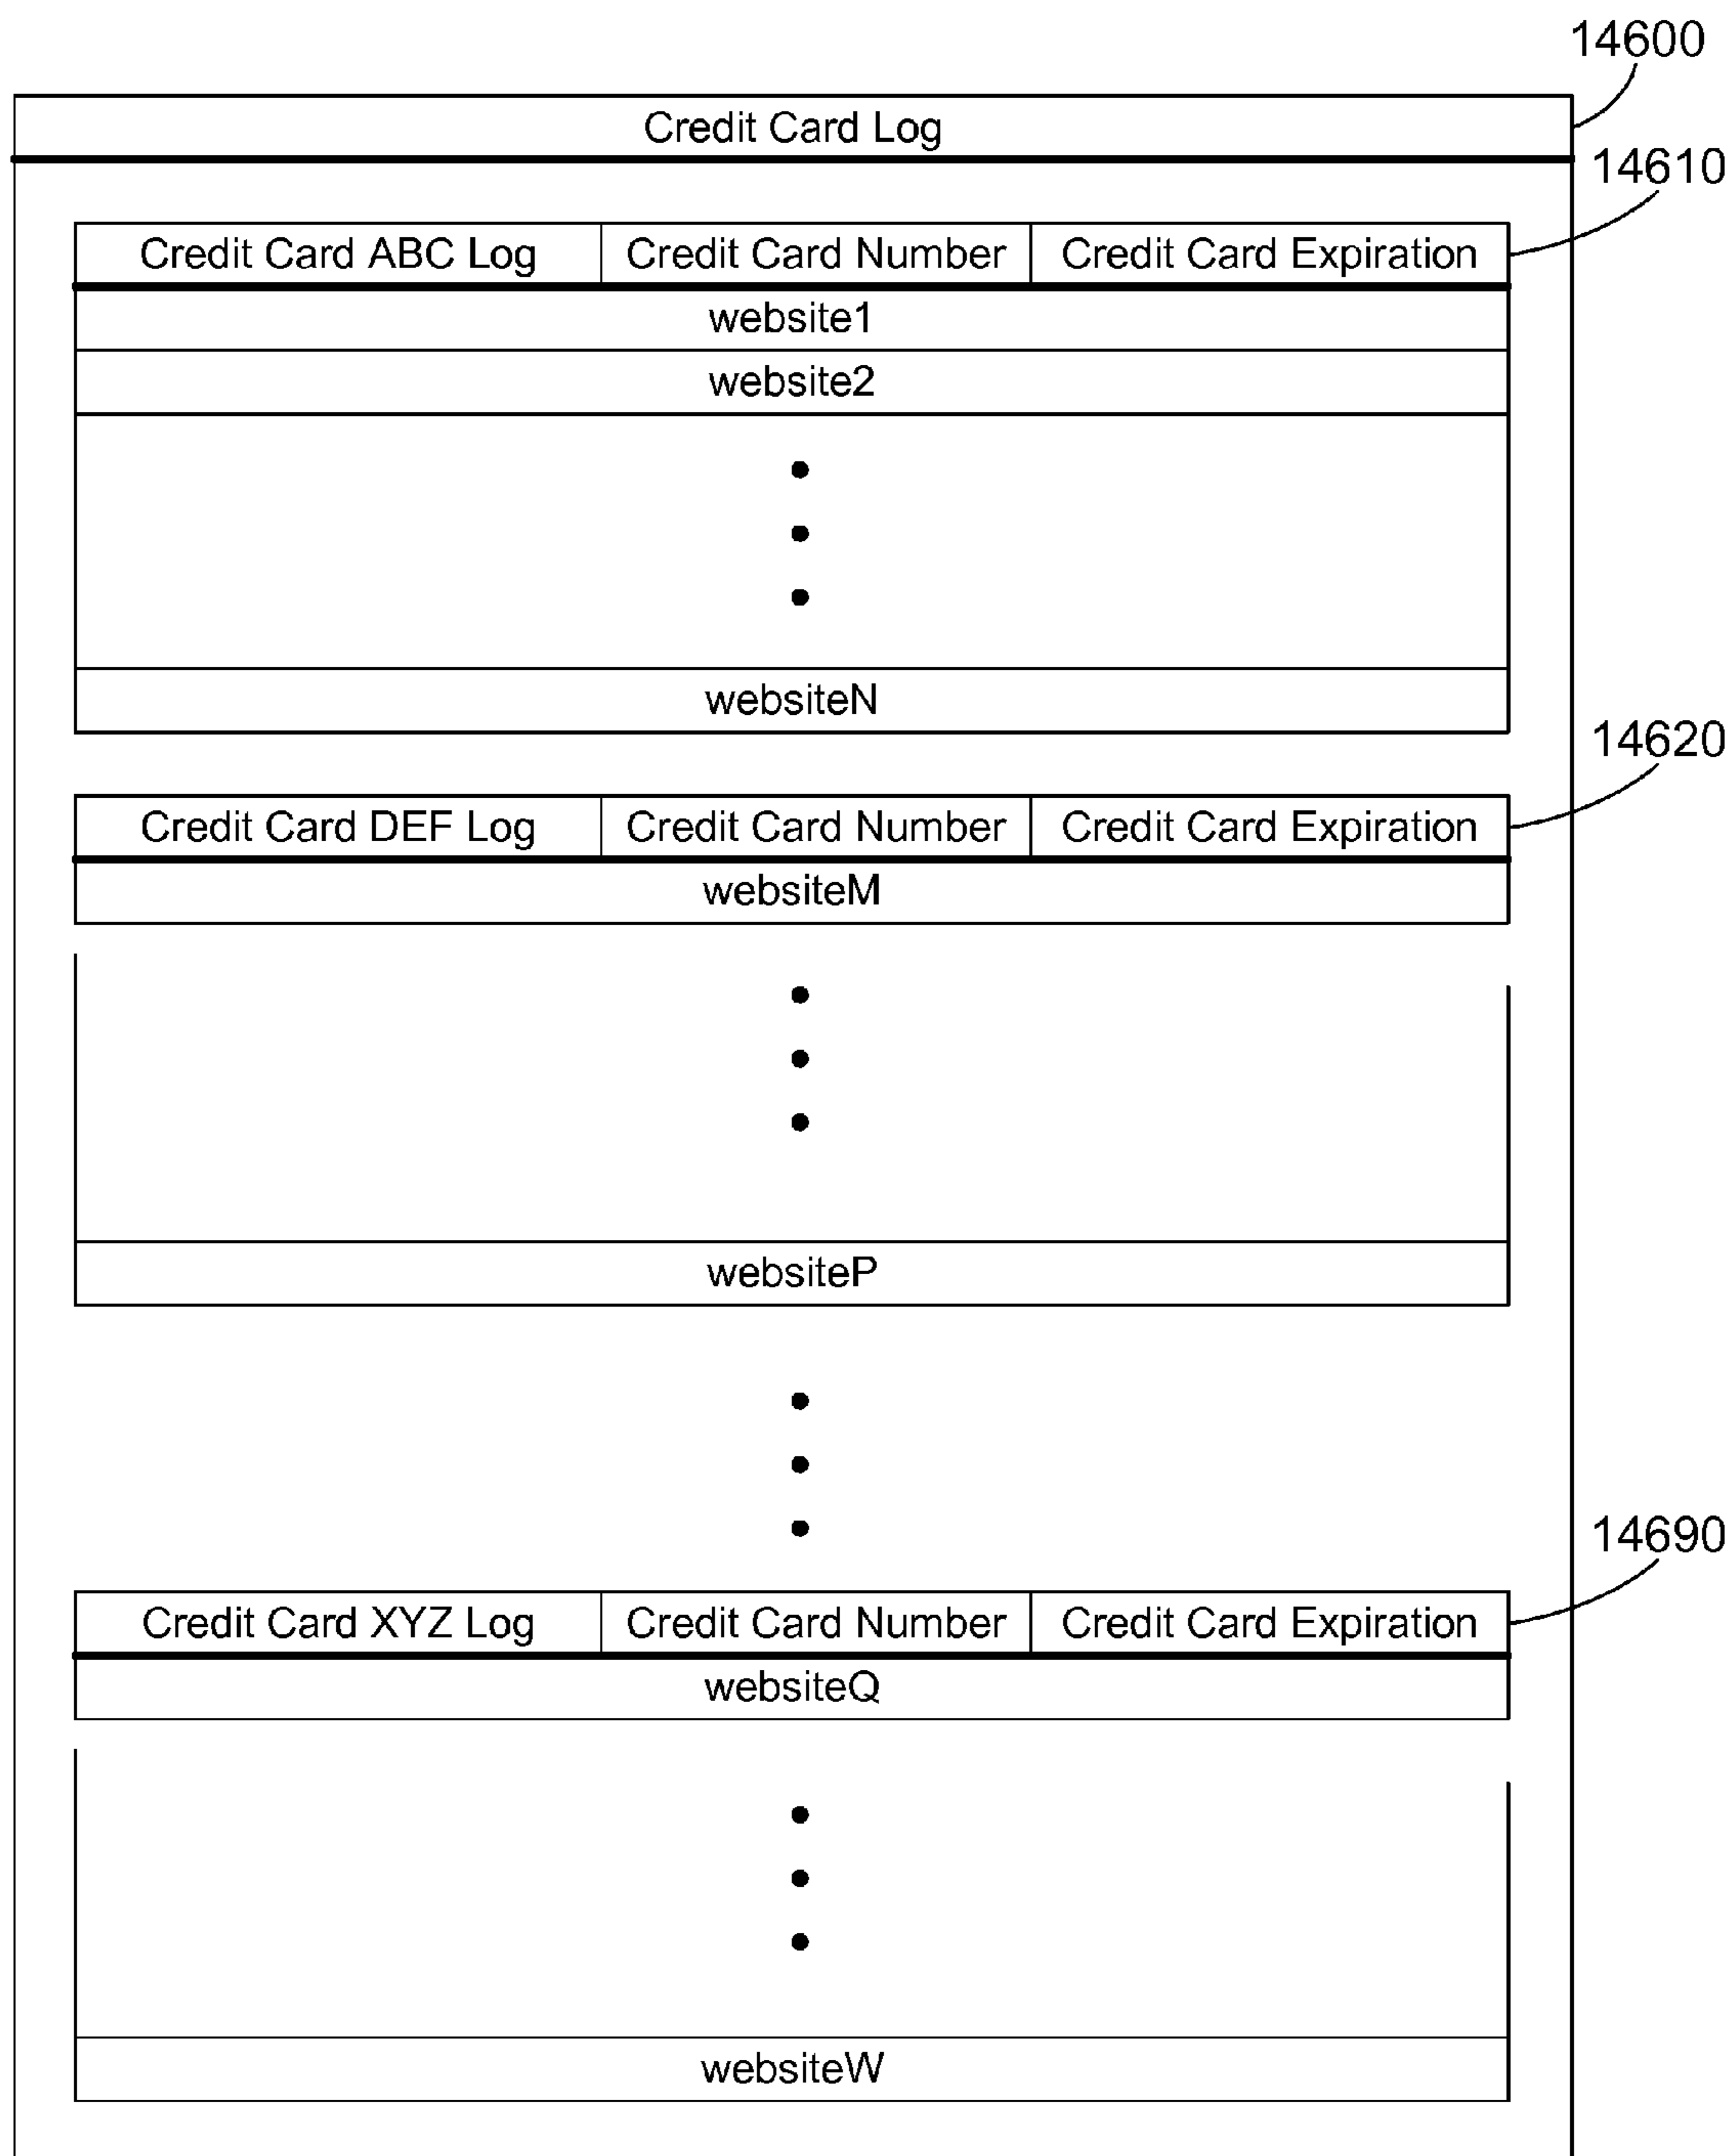 14600
Credit Card Log
14610
Credit Card ABC Log Credit Card Number Credit Card Expiration
website1
website2
websiteN
14620
Credit Card DEF Log Credit Card Number Credit Card Expiration
websiteM
websiteP
14690
Credit Card XYZ Log Credit Card Number Credit Card Expiration
websiteQ
websiteW